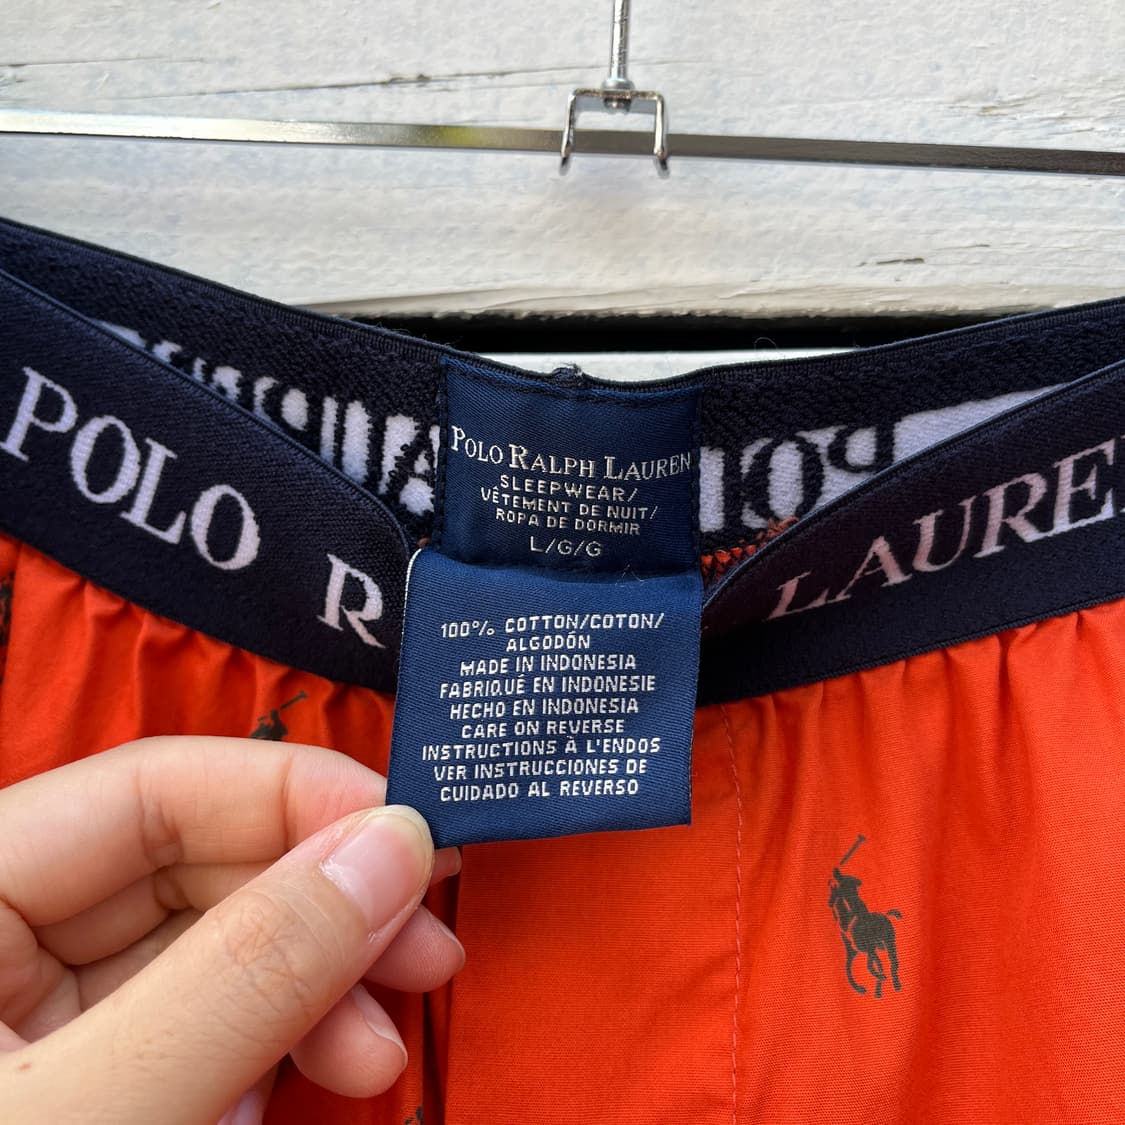 POLO R
LAUREN
POLO RALPH LAUREN
SLEEPWEAR/
VÊTEMENT DE NUIT/
ROPA DE DORMIR
L/G/G
100% COTTON/COTON/
ALGODÓN
MADE IN INDONESIA
FABRIQUÉ EN INDONESIE
HECHO EN INDONESIA
CARE ON REVERSE
INSTRUCTIONS À L'ENDOS
VER INSTRUCCIONES DE
CUIDADO AL REVERSO